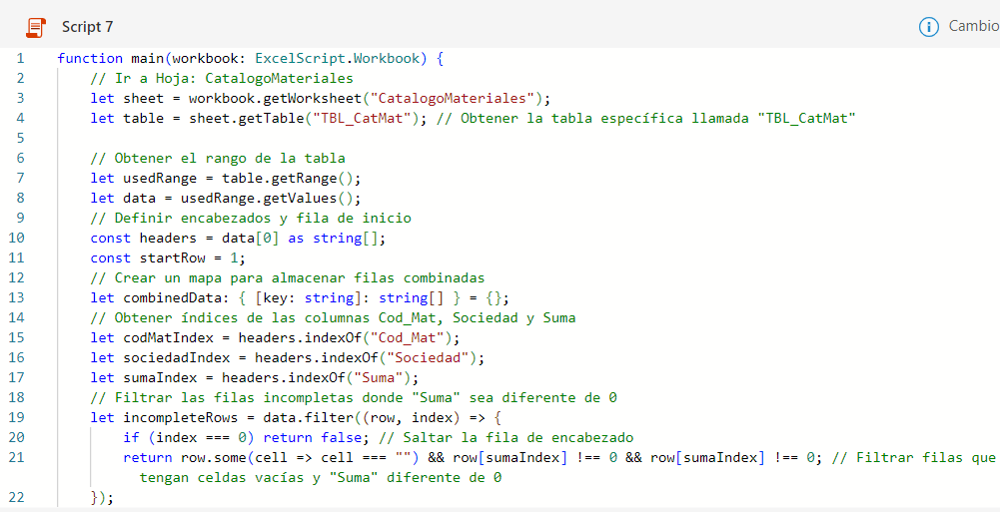 Script 7
Cambio
1 function main(workbook: ExcelScript.Workbook) {
2 // Ir a Hoja: CatalogoMateriales
3 let sheet = workbook.getWorksheet("CatalogoMateriales");
4 let table = sheet.getTable("TBL_CatMat"); // Obtener la tabla específica llamada "TBL_CatMat"
5
6 // Obtener el rango de la tabla
7 let usedRange = table.getRange();
8 let data = usedRange.getValues();
9 // Definir encabezados y fila de inicio
10 const headers = data[0] as string[];
11 const startRow = 1;
12 // Crear un mapa para almacenar filas combinadas
13 let combinedData: { [key: string]: string[] } = {};
14 // Obtener índices de las columnas Cod_Mat, Sociedad y Suma
15 let codMatIndex = headers.indexOf("Cod_Mat");
16 let sociedadIndex = headers.indexOf("Sociedad");
17 let sumaIndex = headers.indexOf("Suma");
18 // Filtrar las filas incompletas donde "Suma" sea diferente de 0
19 let incompleteRows = data.filter((row, index) => {
20 if (index === 0) return false; // Saltar la fila de encabezado
21 return row.some(cell => cell === "") && row[sumaIndex] !== 0 && row[sumaIndex] !== 0; // Filtrar filas que
tengan celdas vacías y "Suma" diferente de 0
22 });